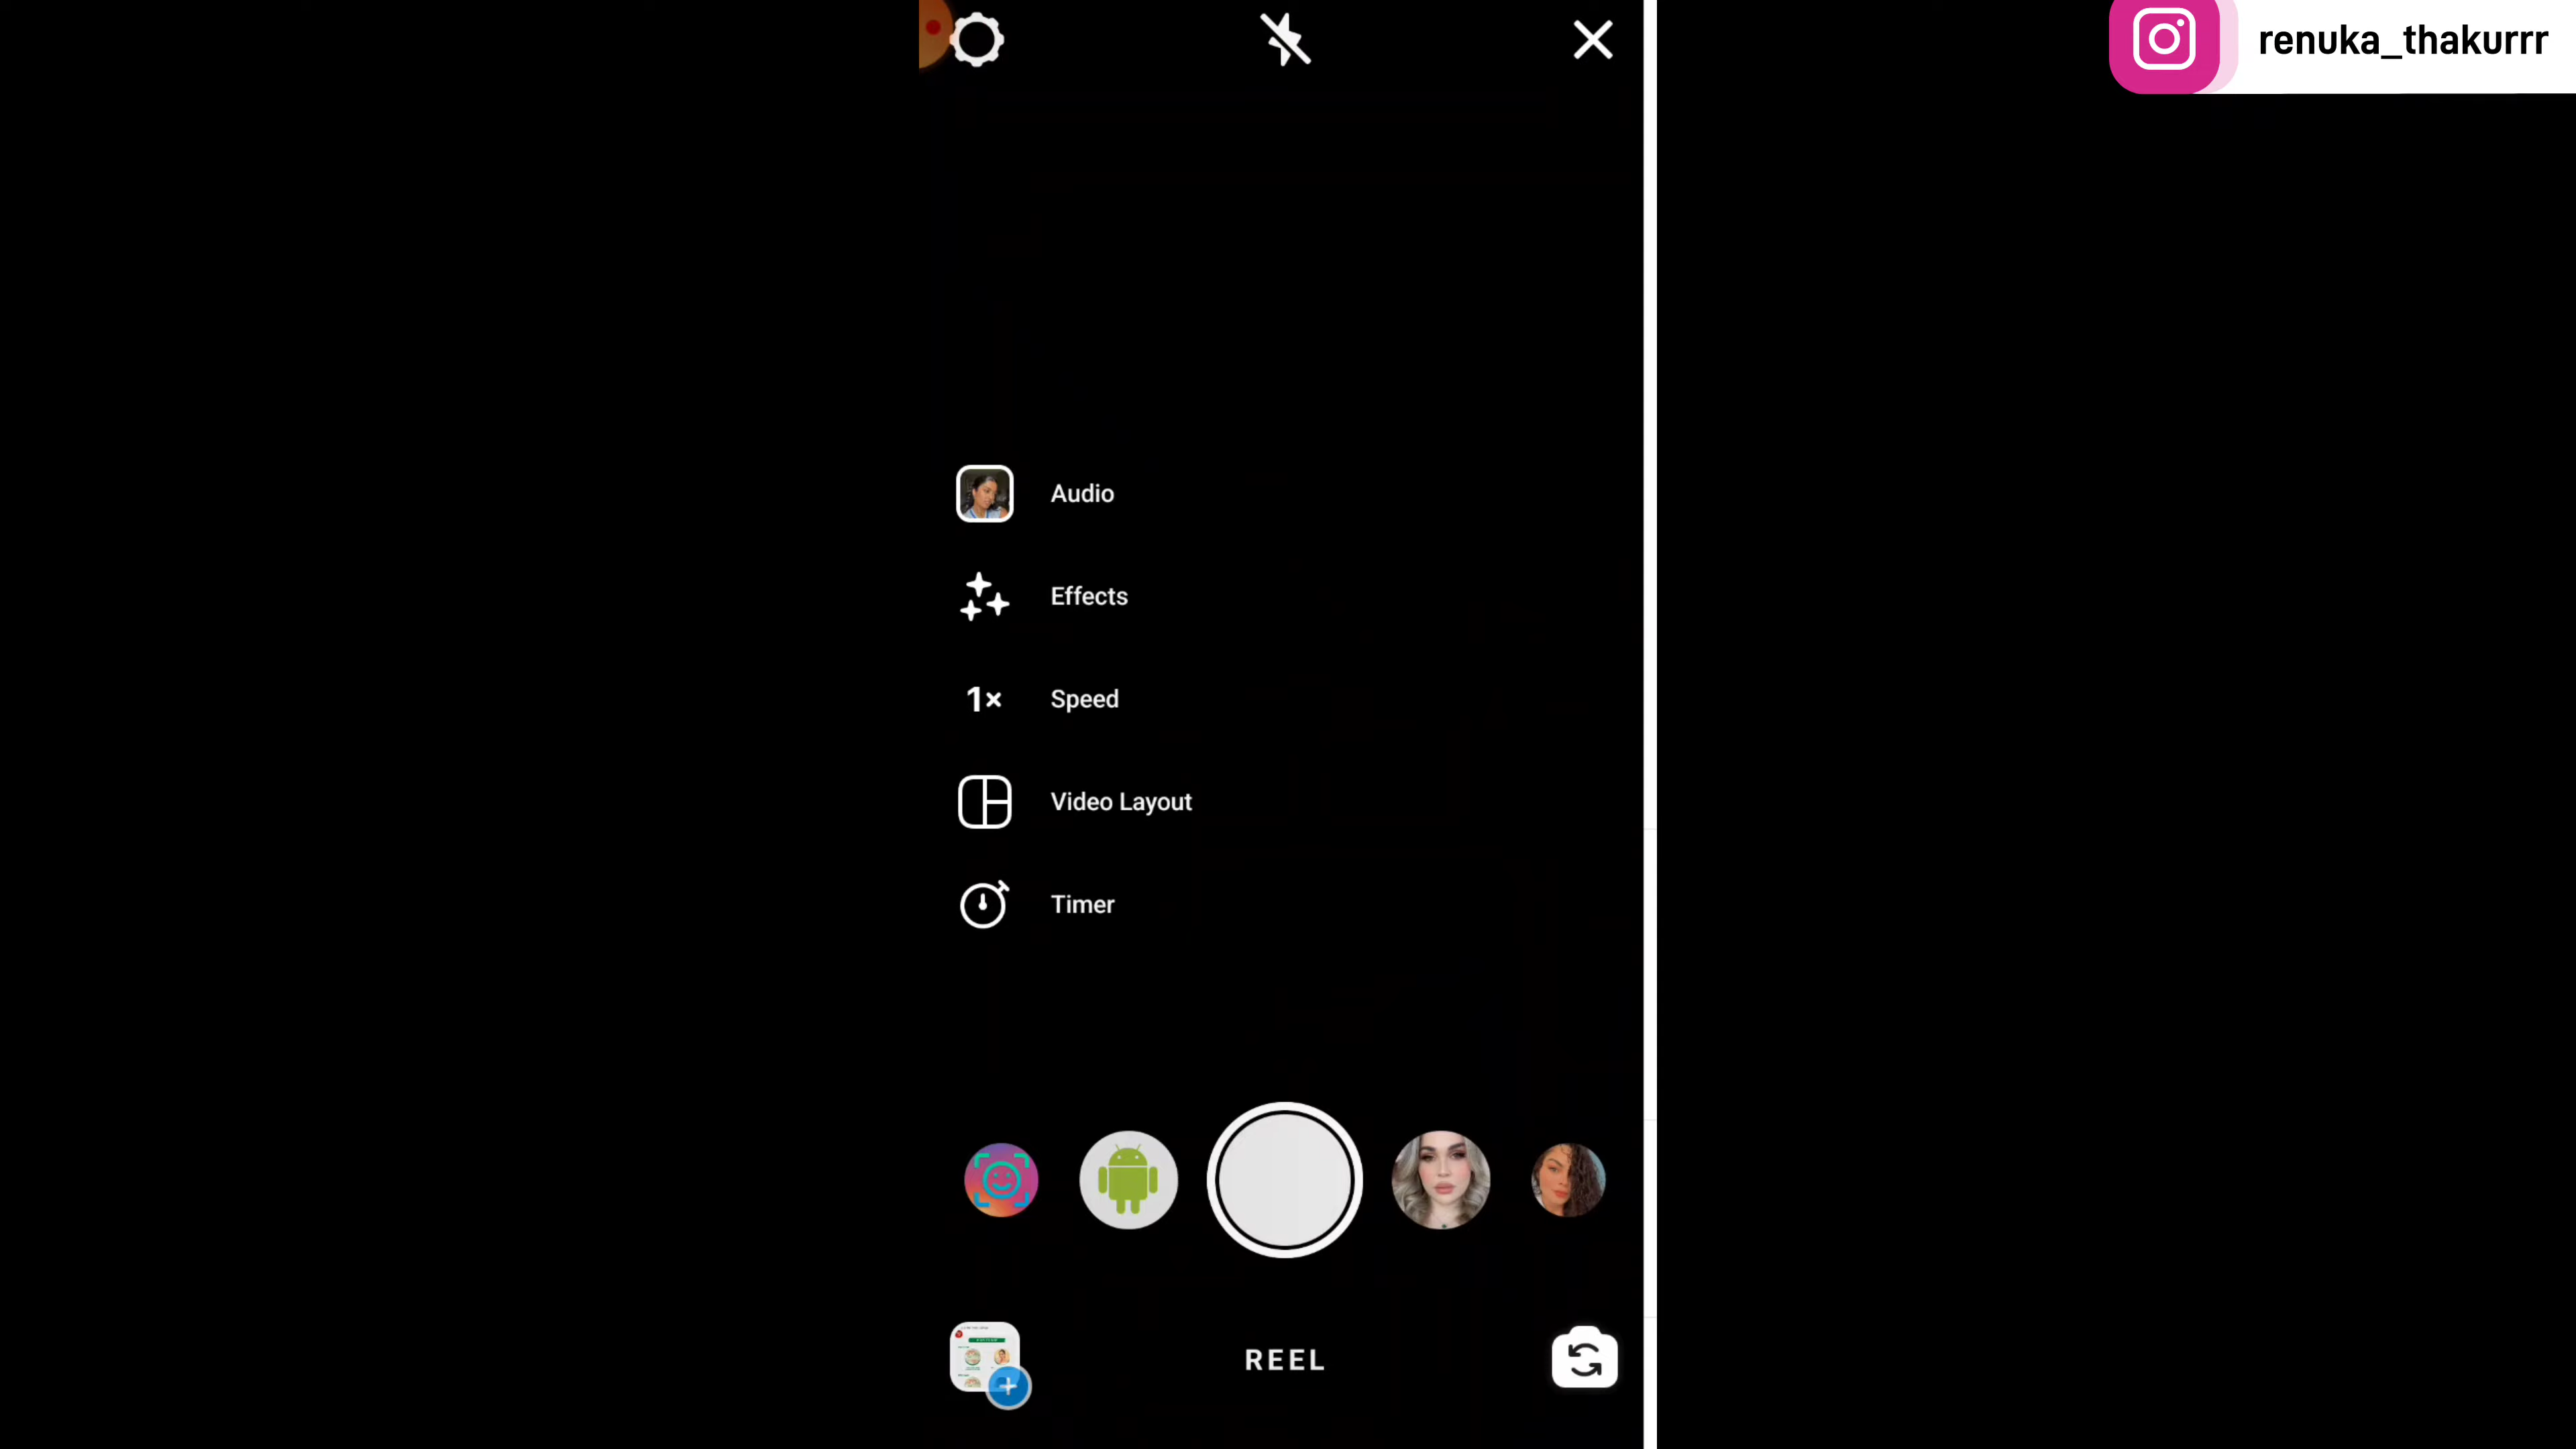 renuka_thakurrr
Audio
Effects
1× Speed
Video Layout
Timer
REEL